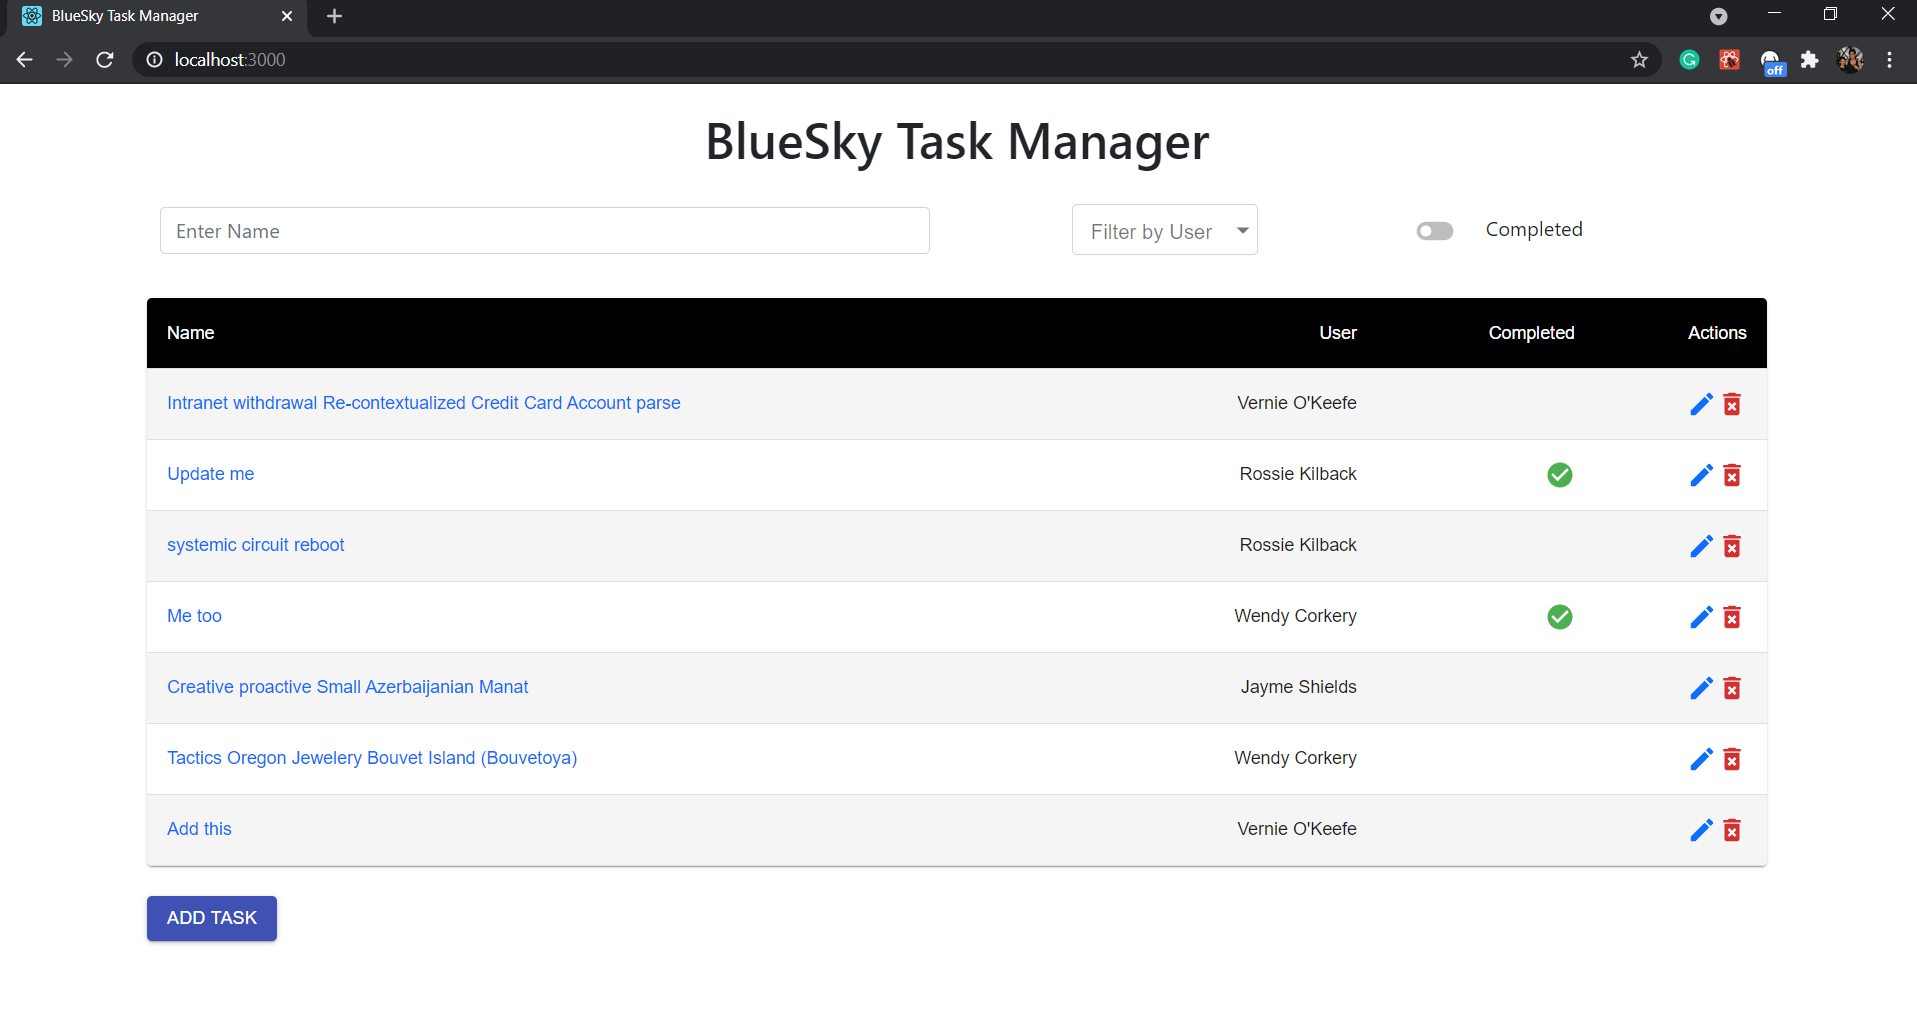 BlueSky Task Manager
localhost:3000
off
BlueSky Task Manager
Enter Name
Filter by User
Completed
Name User Completed Actions
Intranet withdrawal Re-contextualized Credit Card Account parse Vernie O'Keefe
Update me Rossie Kilback
systemic circuit reboot Rossie Kilback
Me too Wendy Corkery
Creative proactive Small Azerbaijanian Manat Jayme Shields
Tactics Oregon Jewelery Bouvet Island (Bouvetoya) Wendy Corkery
Add this Vernie O'Keefe
ADD TASK